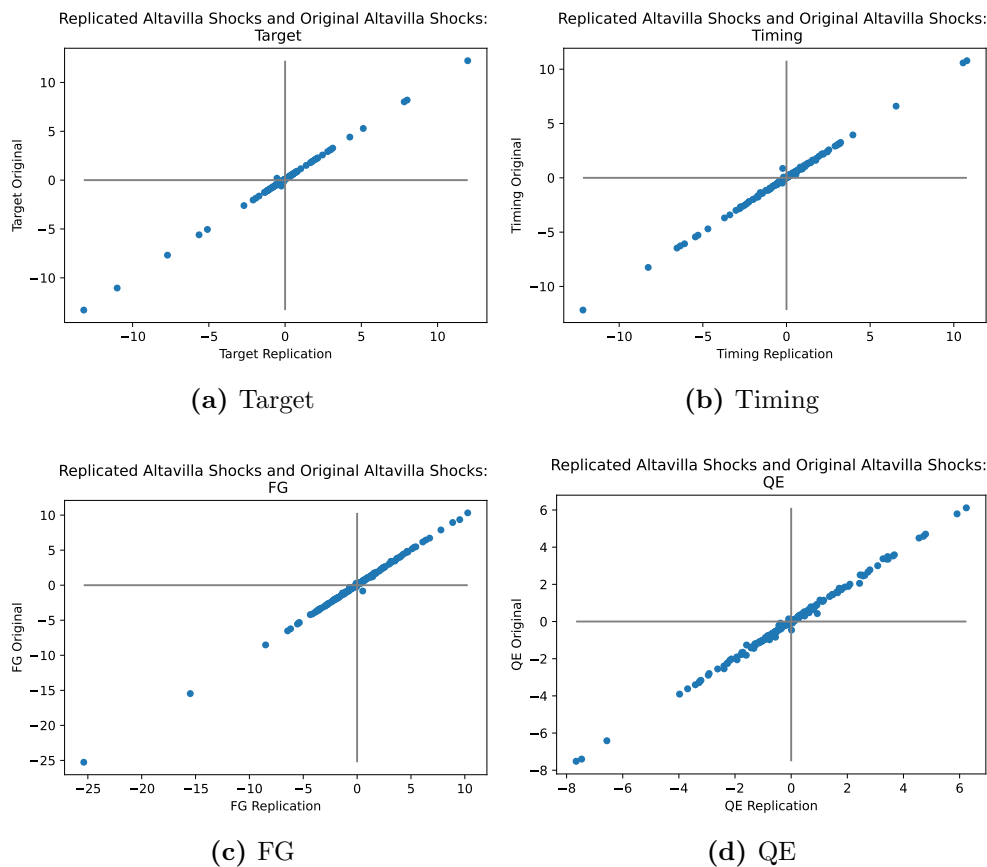 Replicated Altavilla Shocks and Original Altavilla Shocks:
Target
10
5
0
−5
−10
Target Original
−10
−5
0
5
10
Target Replication
(a) Target
Replicated Altavilla Shocks and Original Altavilla Shocks:
Timing
10
5
0
−5
−10
Timing Original
−10
−5
0
5
10
Timing Replication
(b) Timing
Replicated Altavilla Shocks and Original Altavilla Shocks:
FG
10
5
0
−5
−10
−15
−20
−25
FG Original
−25
−20
−15
−10
−5
0
5
10
FG Replication
(c) FG
Replicated Altavilla Shocks and Original Altavilla Shocks:
QE
6
4
2
0
−2
−4
−6
−8
QE Original
−8
−6
−4
−2
0
2
4
6
QE Replication
(d) QE